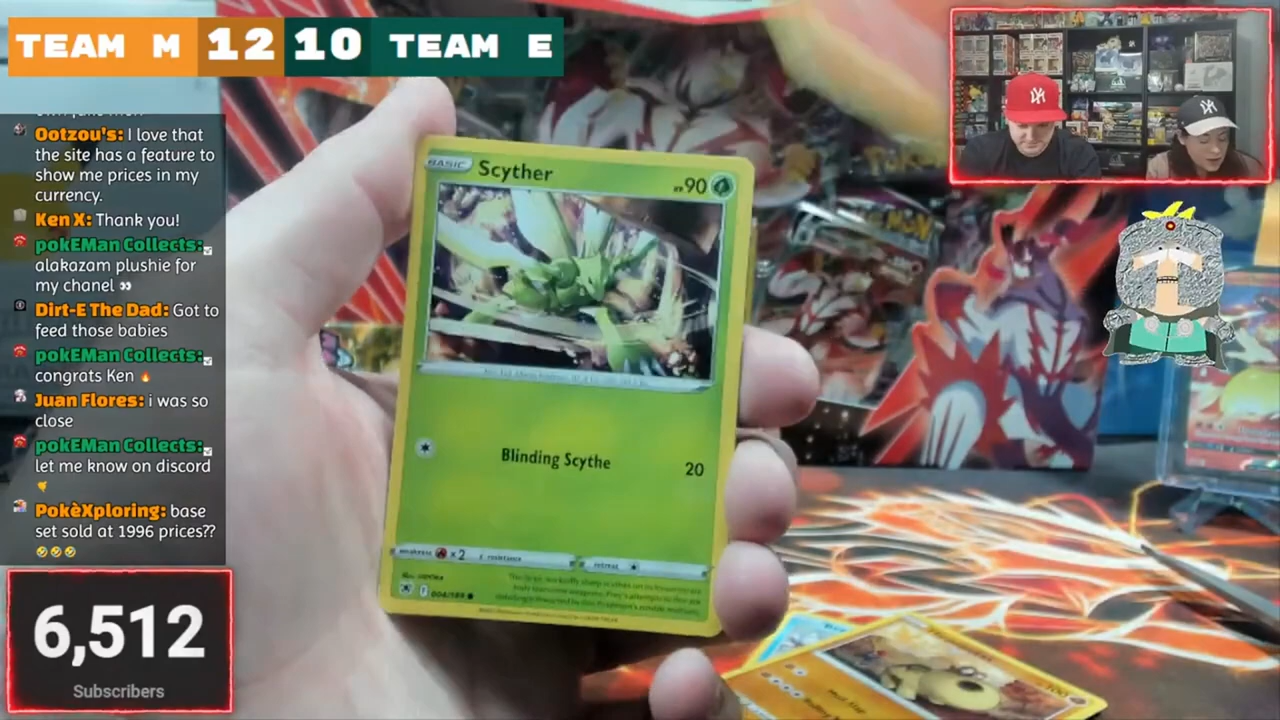 TEAM M 12 10 TEAM E
Ootzou's: I love that
the site has a feature to
show me prices in my
currency.
Ken X: Thank you!
pokEMan Collects:
alakazam plushie for
my chanel 👀
Dirt-E The Dad: Got to
feed those babies
pokEMan Collects:
congrats Ken 🔥
Juan Flores: i was so
close
pokEMan Collects:
let me know on discord
PokèXploring: base
set sold at 1996 prices??
🤣🤣🤣
6,512
Subscribers
BASIC Scyther HP 90
Blinding Scythe 20
weakness x2 resistance retreat
004/189